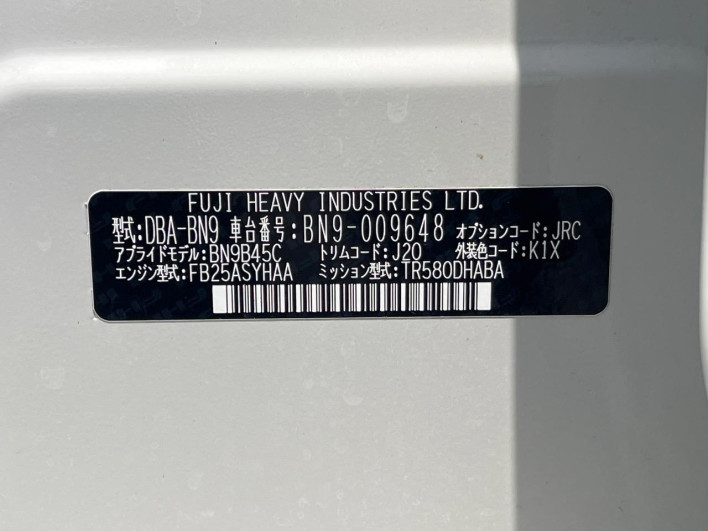 FUJI HEAVY INDUSTRIES LTD.
型式:DBA-BN9 車台番号:BN9-009648 オプションコード:JRC
アプライドモデル:BN9B45C トリムコード:J20 外装色コード:K1X
エンジン型式:FB25ASYHAA ミッション型式:TR580DHABA